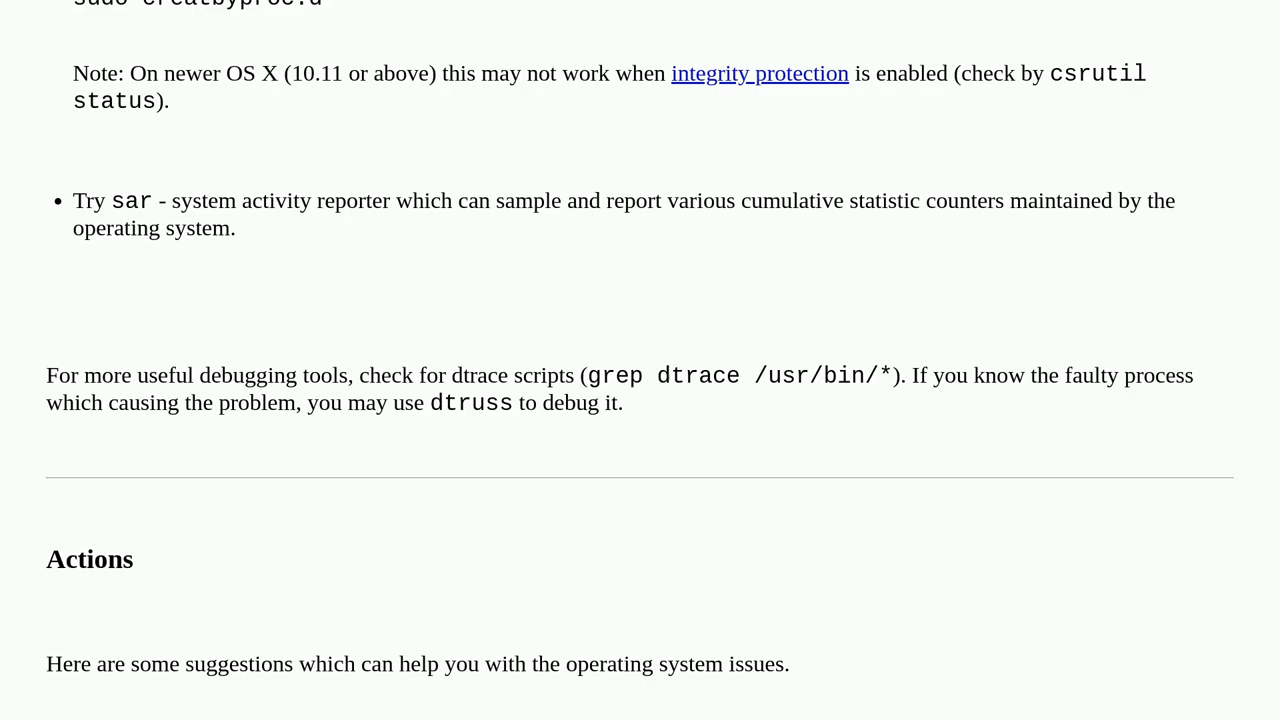 sudo creatbyproc.d
Note: On newer OS X (10.11 or above) this may not work when integrity protection is enabled (check by csrutil
status).
• Try sar - system activity reporter which can sample and report various cumulative statistic counters maintained by the
operating system.
For more useful debugging tools, check for dtrace scripts (grep dtrace /usr/bin/*). If you know the faulty process
which causing the problem, you may use dtruss to debug it.
Actions
Here are some suggestions which can help you with the operating system issues.